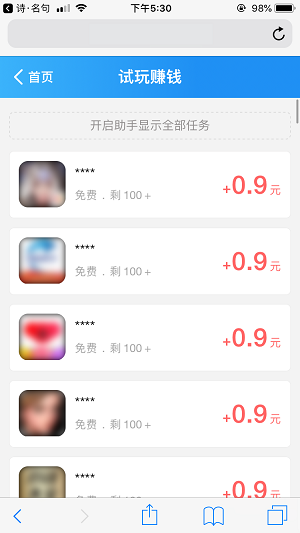 诗·名句
下午5:30
98%
首页
试玩赚钱
开启助手显示全部任务
****
免费 . 剩 100 +
+0.9元
****
免费 . 剩 100 +
+0.9元
****
免费 . 剩 100 +
+0.9元
****
免费 . 剩 100 +
+0.9元
****
+0.9元